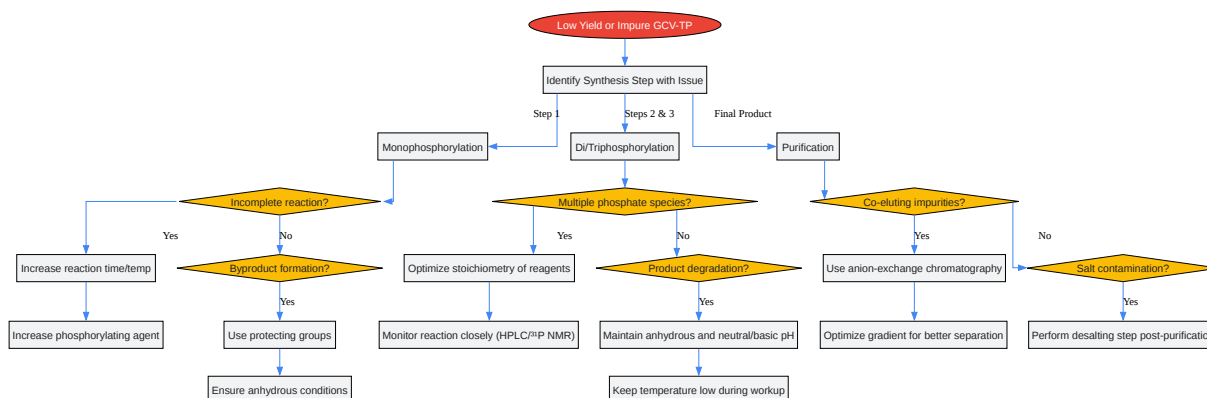 Low Yield or Impure GCV-TP
Identify Synthesis Step with Issue
Step 1
Steps 2 & 3
Final Product
Monophosphorylation
Di/Triphosphorylation
Purification
Incomplete reaction?
Multiple phosphate species?
Co-eluting impurities?
Yes
No
Yes
No
Yes
No
Increase reaction time/temp
Byproduct formation?
Optimize stoichiometry of reagents
Product degradation?
Use anion-exchange chromatography
Salt contamination?
Yes
Yes
Yes
Increase phosphorylating agent
Use protecting groups
Monitor reaction closely (HPLC/³¹P NMR)
Maintain anhydrous and neutral/basic pH
Optimize gradient for better separation
Perform desalting step post-purification
Ensure anhydrous conditions
Keep temperature low during workup